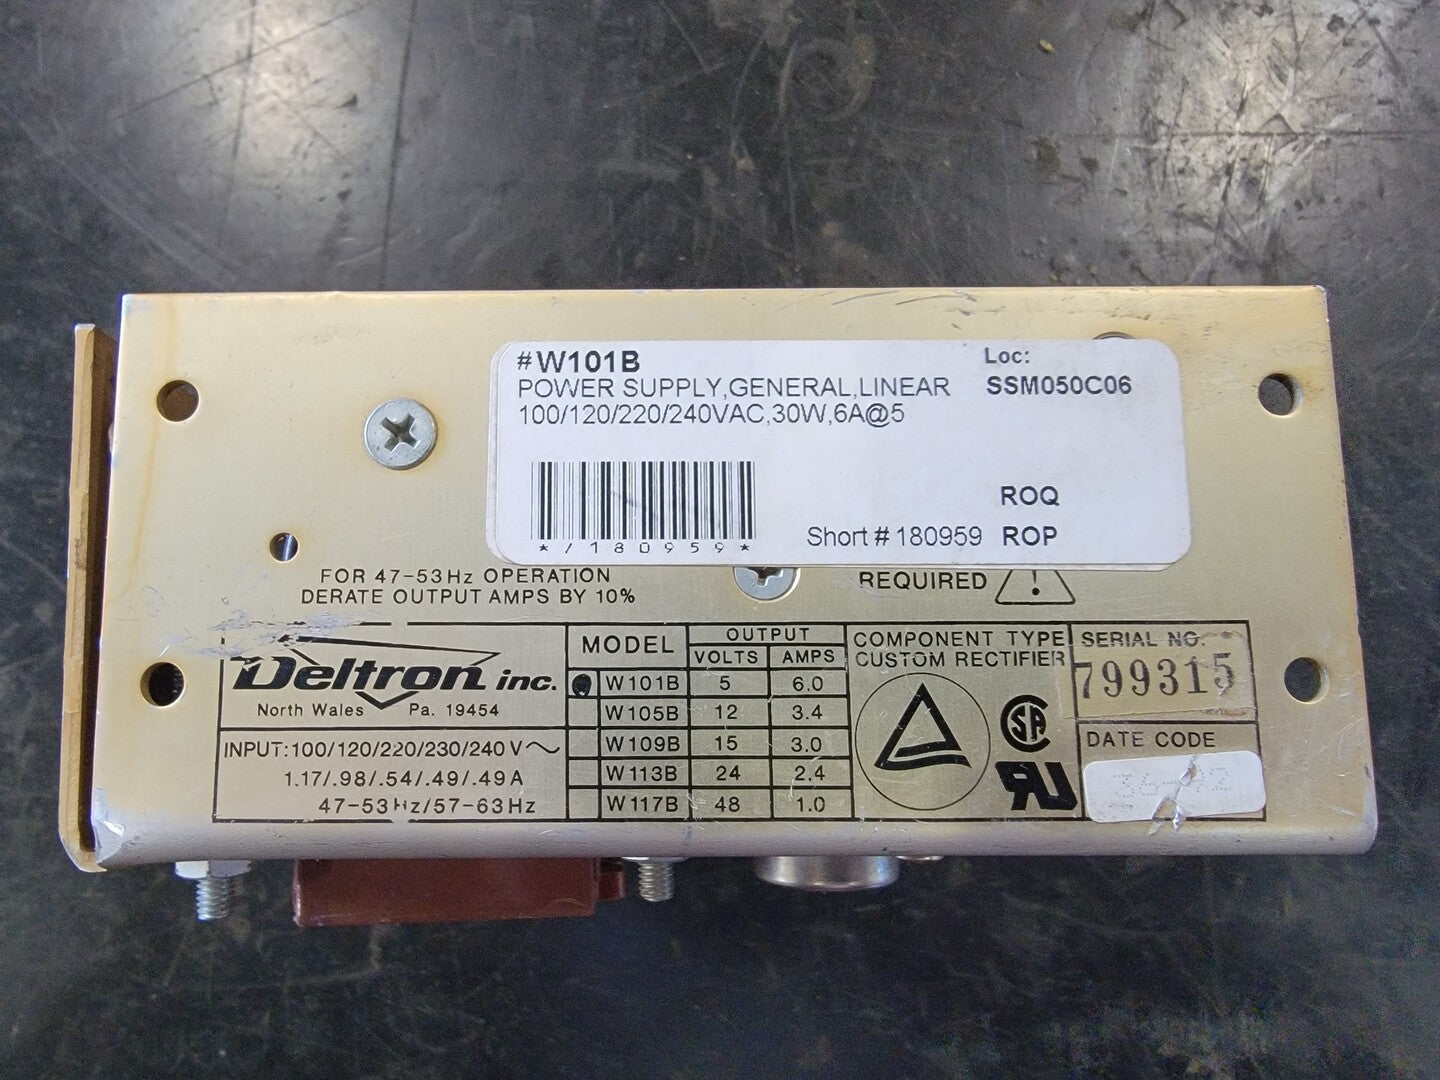 #W101B
POWER SUPPLY,GENERAL,LINEAR
100/120/220/240VAC,30W,6A@5
Loc:
SSM050C06
*/180959*
Short # 180959
ROQ
ROP
FOR 47-53Hz OPERATION
DERATE OUTPUT AMPS BY 10%
REQUIRED
!
Deltron inc.
North Wales Pa. 19454
INPUT:100/120/220/230/240 V~
1.17/.98/.54/.49/.49 A
47-53Hz/57-63Hz
MODEL
OUTPUT
VOLTS AMPS
W101B 5 6.0
W105B 12 3.4
W109B 15 3.0
W113B 24 2.4
W117B 48 1.0
COMPONENT TYPE
CUSTOM RECTIFIER
SERIAL NO.
799315
DATE CODE